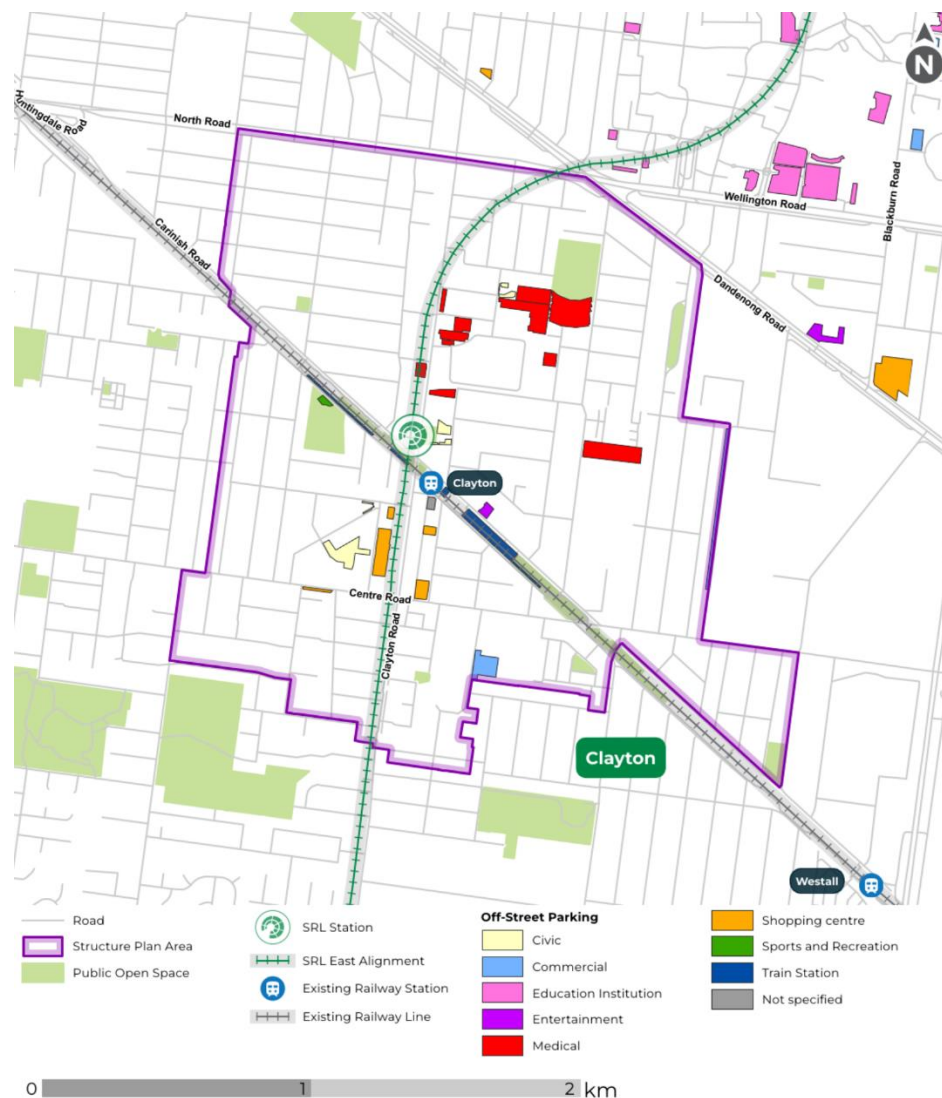 N
Huntingdale Road
North Road
Wellington Road
Blackburn Road
Carinish Road
Dandenong Road
Clayton
Centre Road
Clayton Road
Clayton
Westall
Road
Structure Plan Area
Public Open Space
SRL Station
SRL East Alignment
Existing Railway Station
Existing Railway Line
Off-Street Parking
Civic
Commercial
Education Institution
Entertainment
Medical
Shopping centre
Sports and Recreation
Train Station
Not specified
0 1 2 km